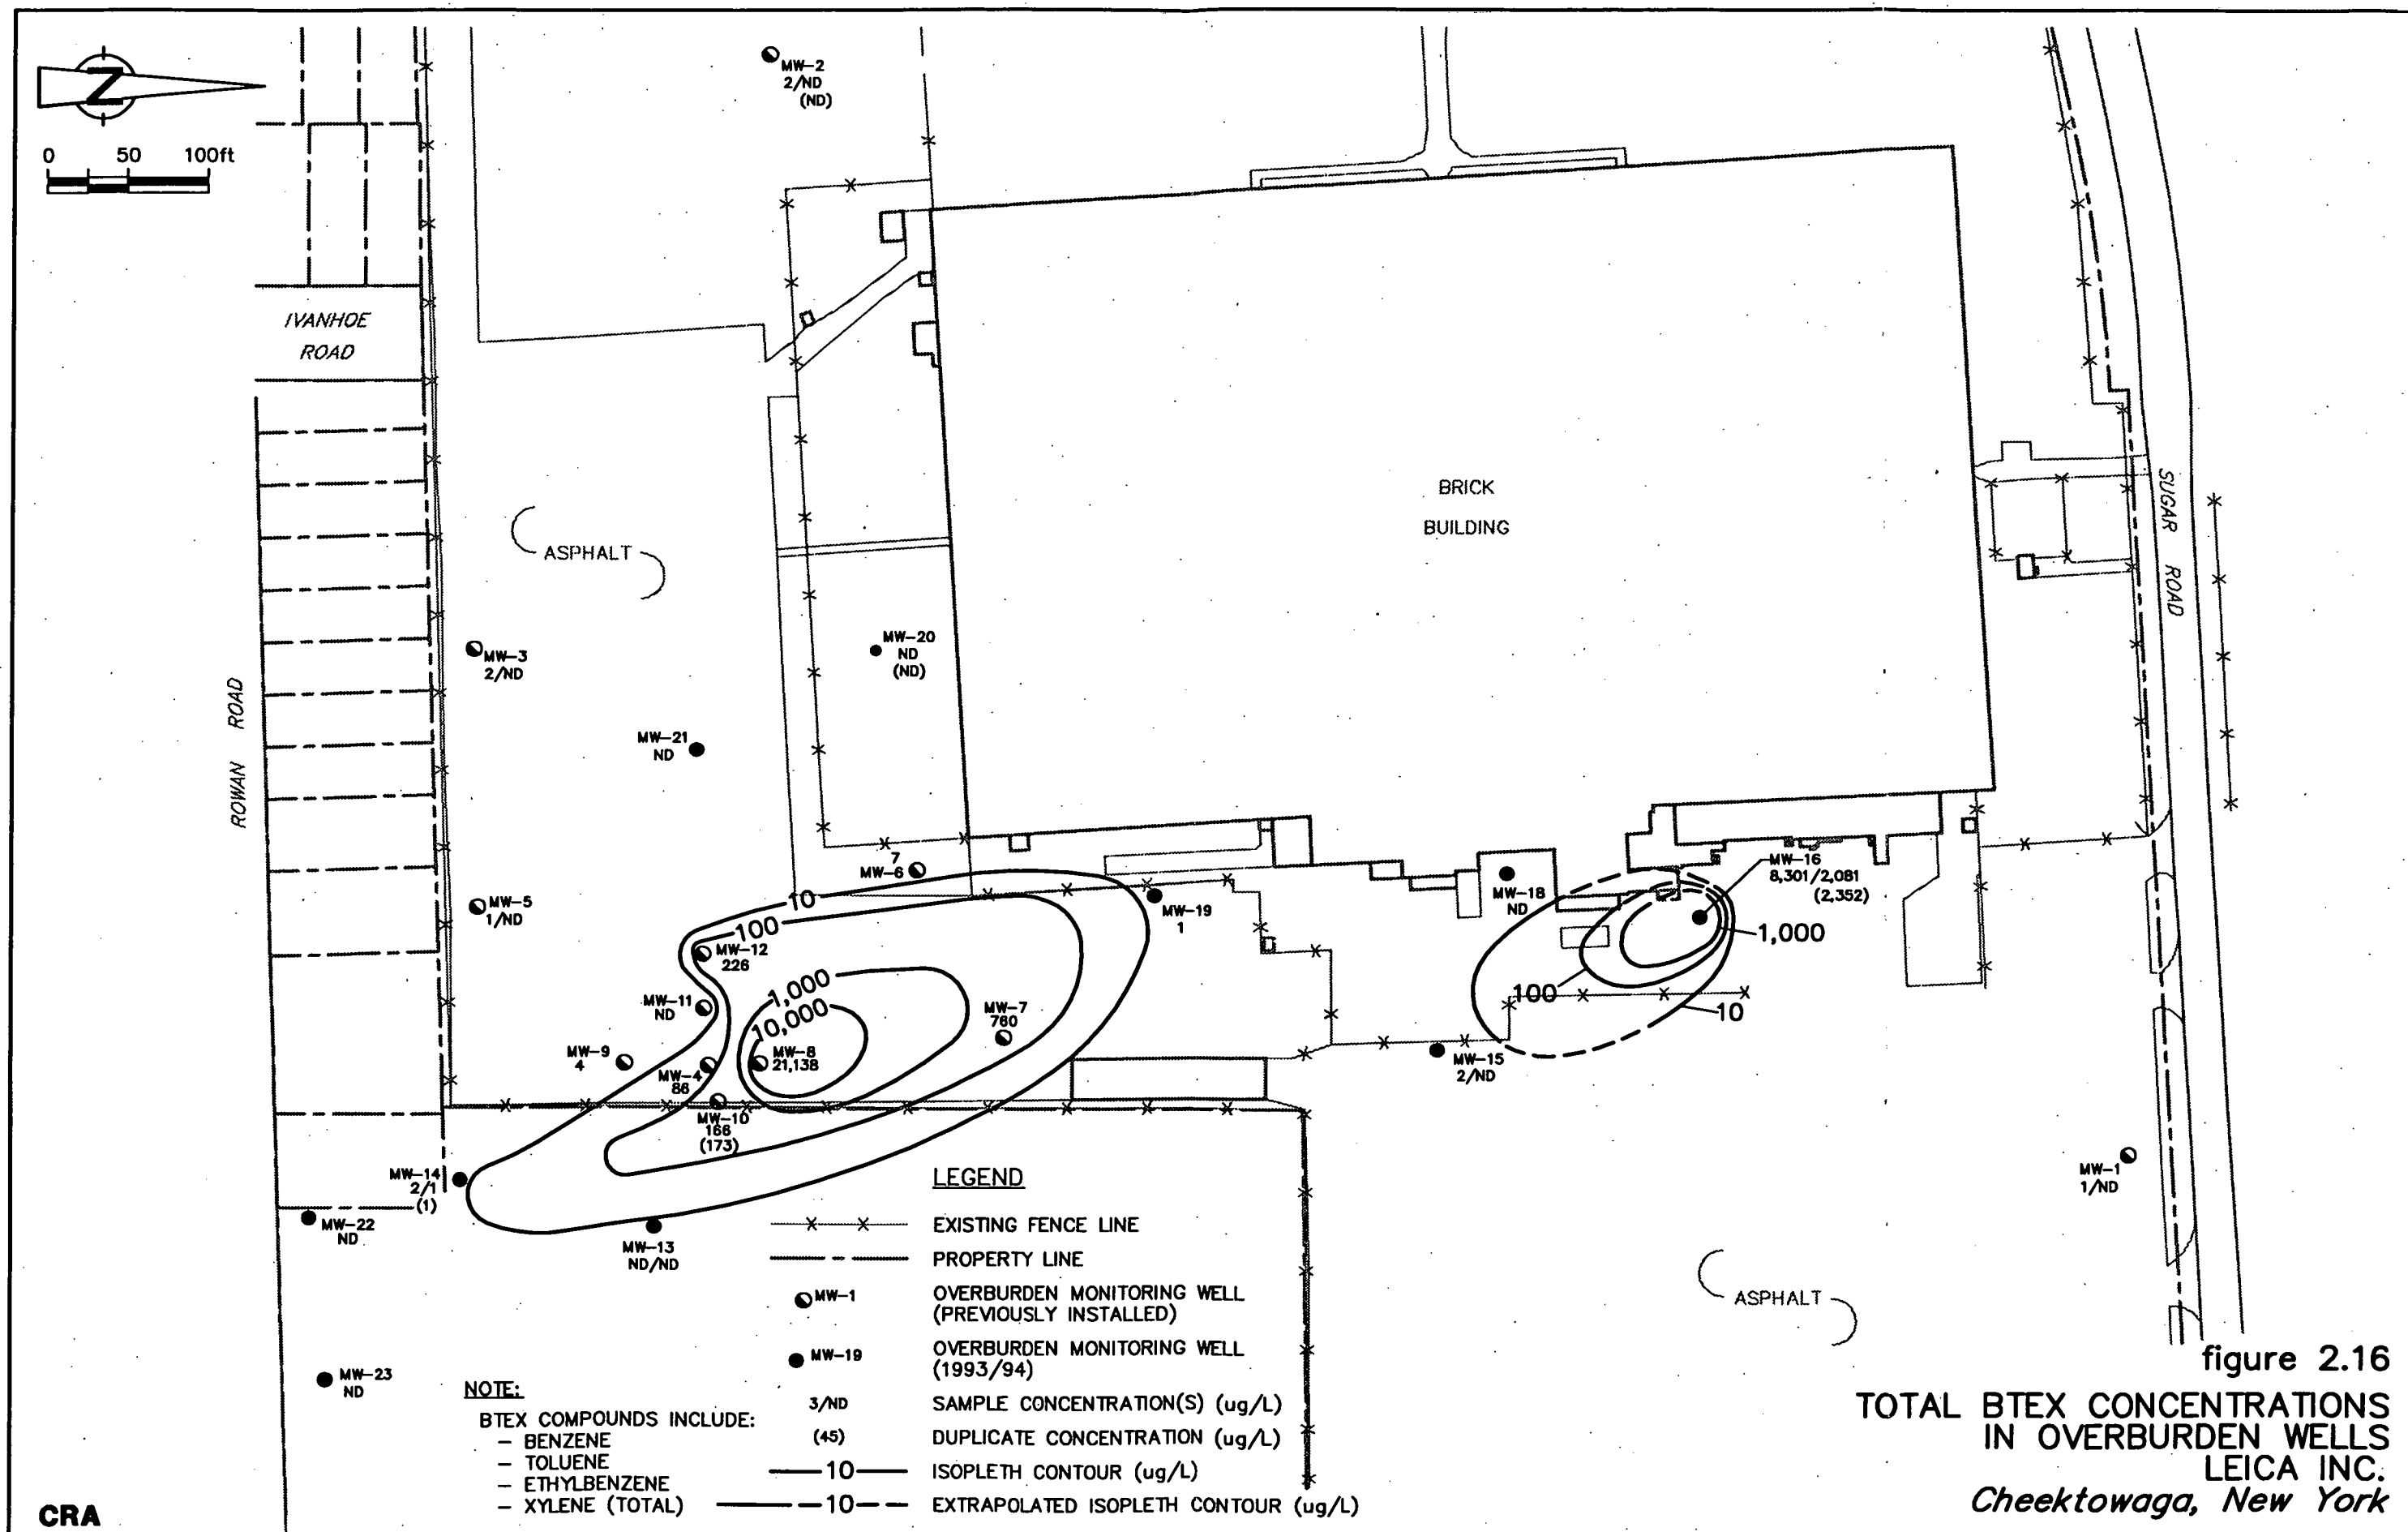 N
0 50 100ft
MW-2
2/ND
(ND)
IVANHOE
ROAD
ROWAN ROAD
ASPHALT
BRICK
BUILDING
SUGAR ROAD
MW-3
2/ND
MW-20
ND
(ND)
MW-21
ND
7
MW-6
MW-5
1/ND
10
100
MW-12
226
MW-19
1
MW-18
ND
MW-16
8,301/2,081
(2,352)
1,000
100
10
1,000
10,000
MW-11
ND
MW-7
760
MW-9
4
MW-4
86
MW-8
21,138
MW-10
166
(173)
MW-15
2/ND
MW-1
1/ND
MW-14
2/1
(1)
MW-22
ND
MW-13
ND/ND
MW-23
ND
ASPHALT
LEGEND
EXISTING FENCE LINE
PROPERTY LINE
MW-1 OVERBURDEN MONITORING WELL
(PREVIOUSLY INSTALLED)
MW-19 OVERBURDEN MONITORING WELL
(1993/94)
3/ND SAMPLE CONCENTRATION(S) (ug/L)
(45) DUPLICATE CONCENTRATION (ug/L)
10 ISOPLETH CONTOUR (ug/L)
10 EXTRAPOLATED ISOPLETH CONTOUR (ug/L)
NOTE:
BTEX COMPOUNDS INCLUDE:
- BENZENE
- TOLUENE
- ETHYLBENZENE
- XYLENE (TOTAL)
figure 2.16
TOTAL BTEX CONCENTRATIONS
IN OVERBURDEN WELLS
LEICA INC.
Cheektowaga, New York
CRA